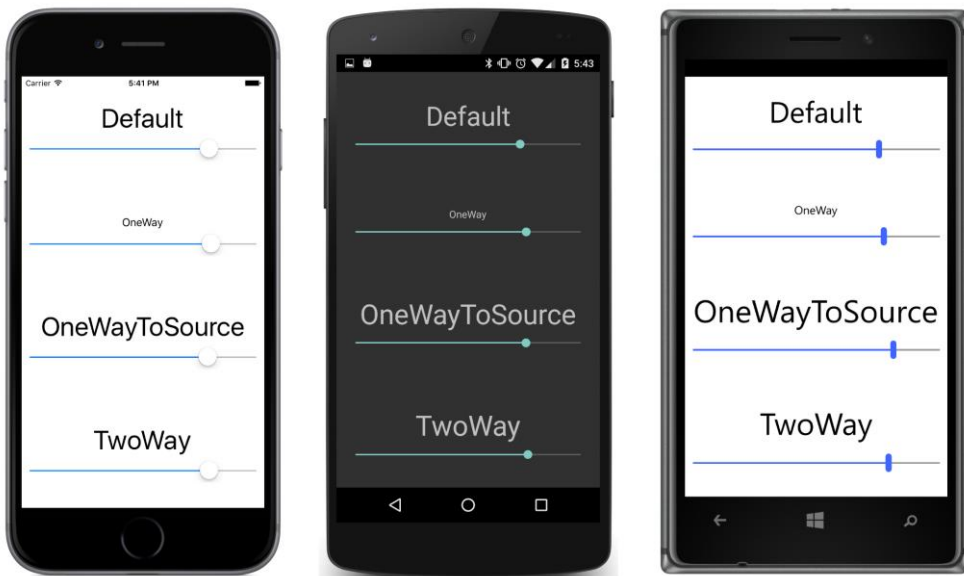 Carrier 5:41 PM
Default
OneWay
OneWayToSource
TwoWay
5:43
Default
OneWay
OneWayToSource
TwoWay
Default
OneWay
OneWayToSource
TwoWay